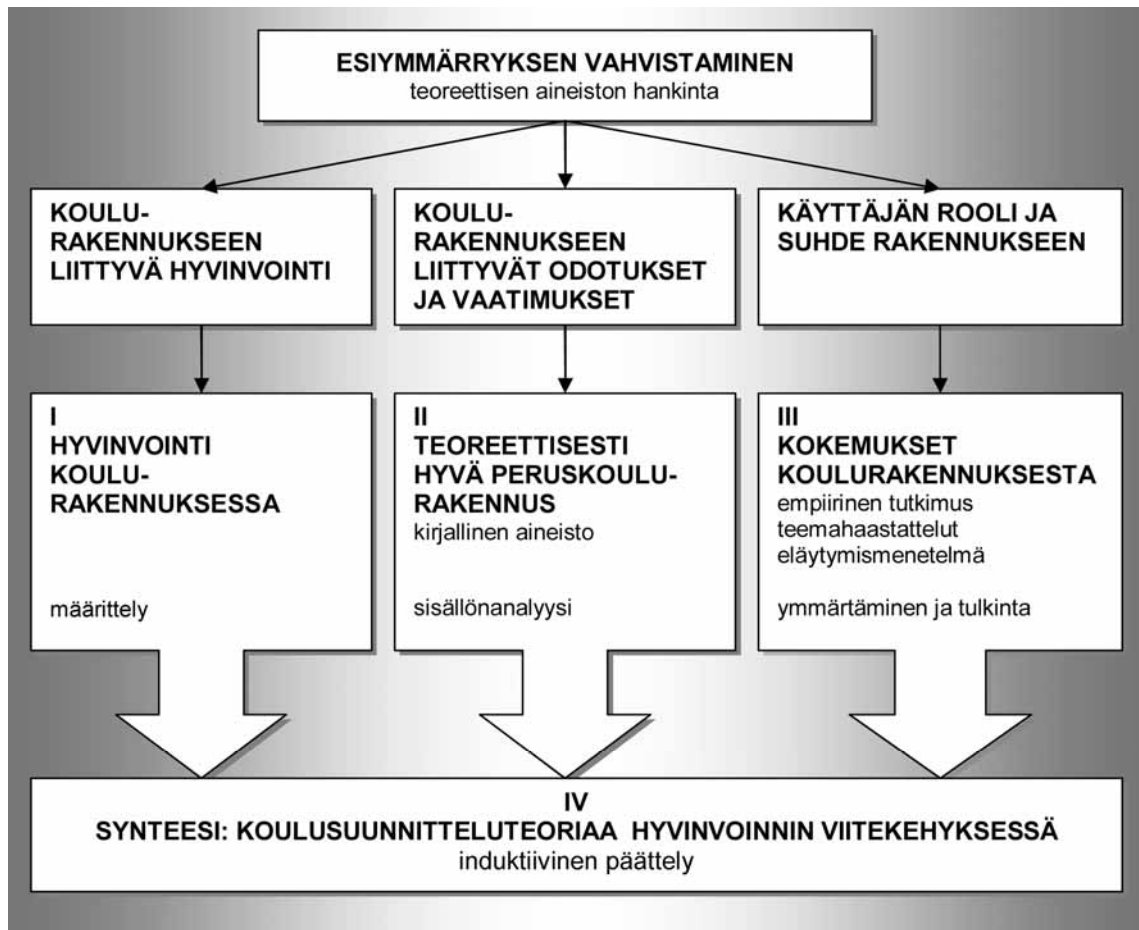 ESIYMMÄRRYKSEN VAHVISTAMINEN
teoreettisen aineiston hankinta
KOULU-
RAKENNUKSEEN
LIITTYVÄ HYVINVOINTI
KOULU-
RAKENNUKSEEN
LIITTYVÄT ODOTUKSET
JA VAATIMUKSET
KÄYTTÄJÄN ROOLI JA
SUHDE RAKENNUKSEEN
I
HYVINVOINTI
KOULU-
RAKENNUKSESSA
määrittely
II
TEOREETTISESTI
HYVÄ PERUSKOULU-
RAKENNUS
kirjallinen aineisto
sisällönanalyysi
III
KOKEMUKSET
KOULURAKENNUKSESTA
empiirinen tutkimus
teemahaastattelut
eläytymismenetelmä
ymmärtäminen ja tulkinta
IV
SYNTEESI: KOULUSUUNNITTELUTEORIAA HYVINVOINNIN VIITEKEHYKSESSÄ
induktiivinen päättely